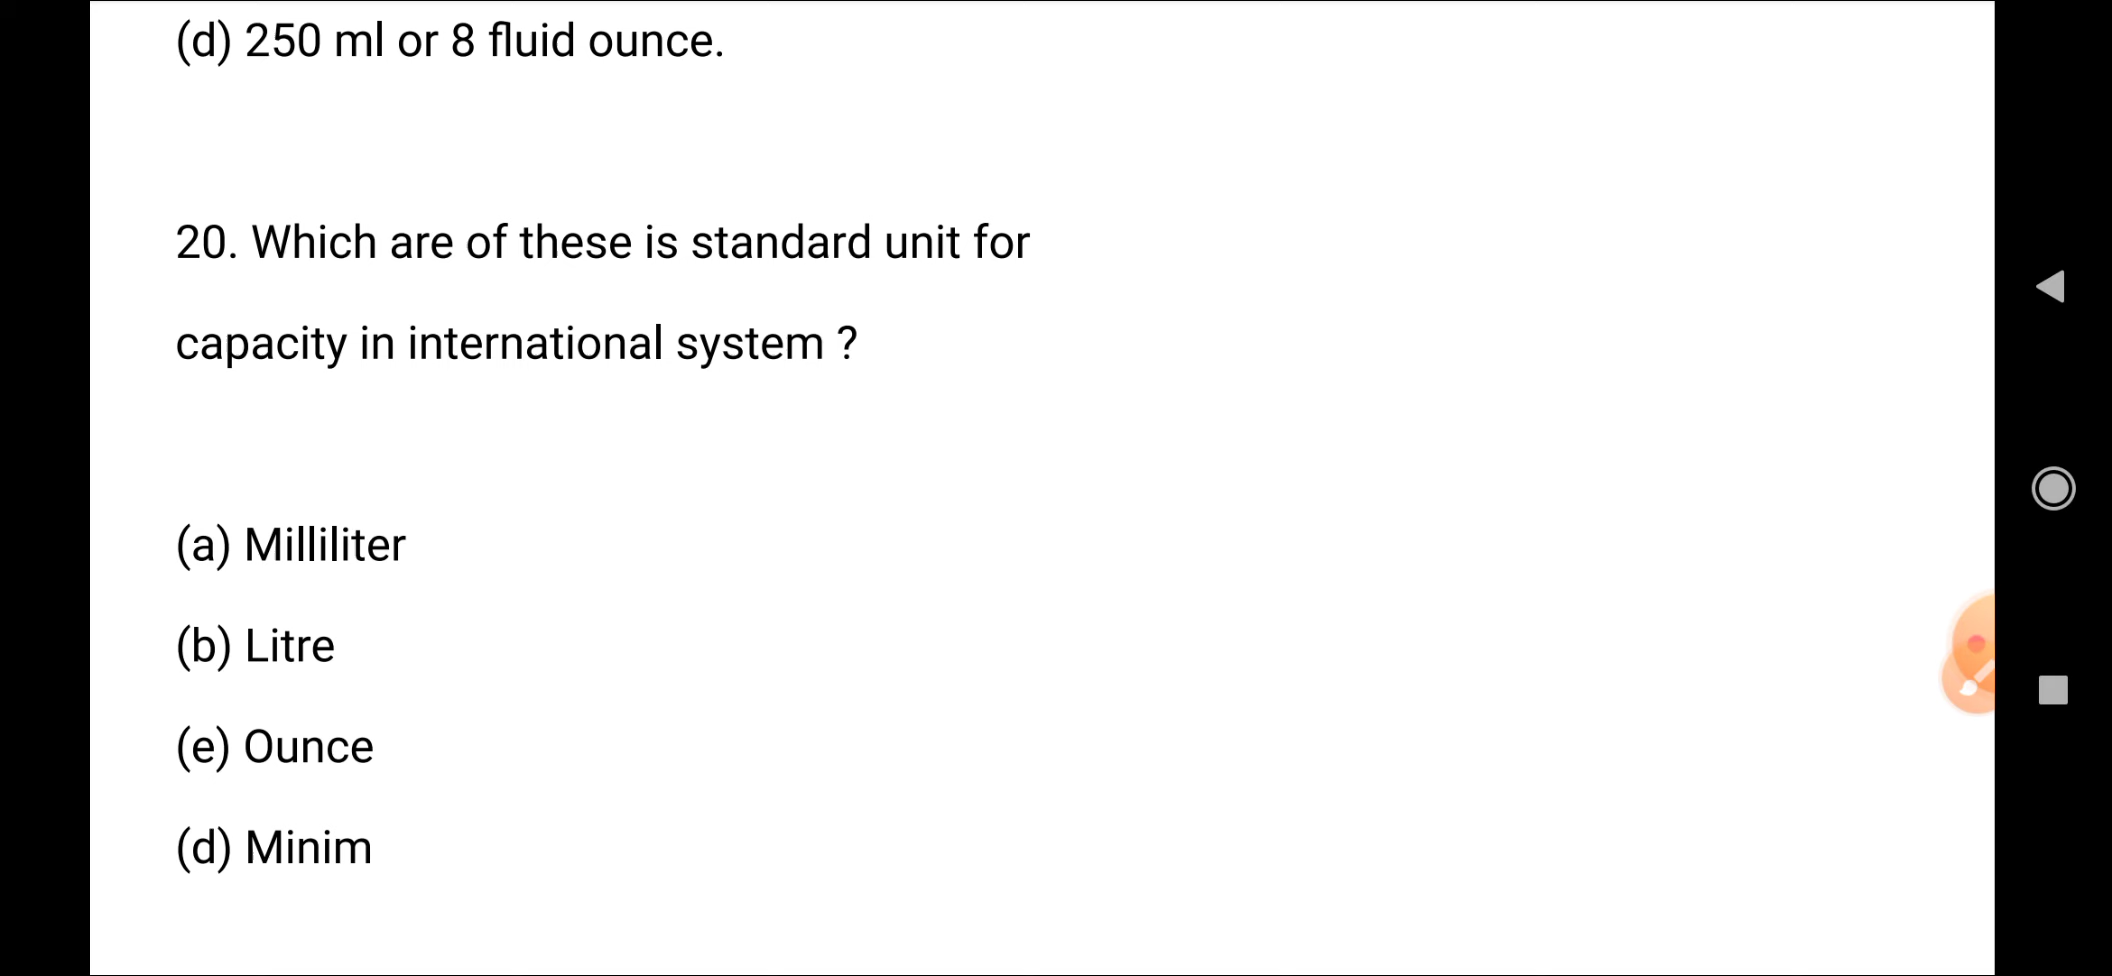 (d) 250 ml or 8 fluid ounce.
20. Which are of these is standard unit for
capacity in international system ?
(a) Milliliter
(b) Litre
(e) Ounce
(d) Minim